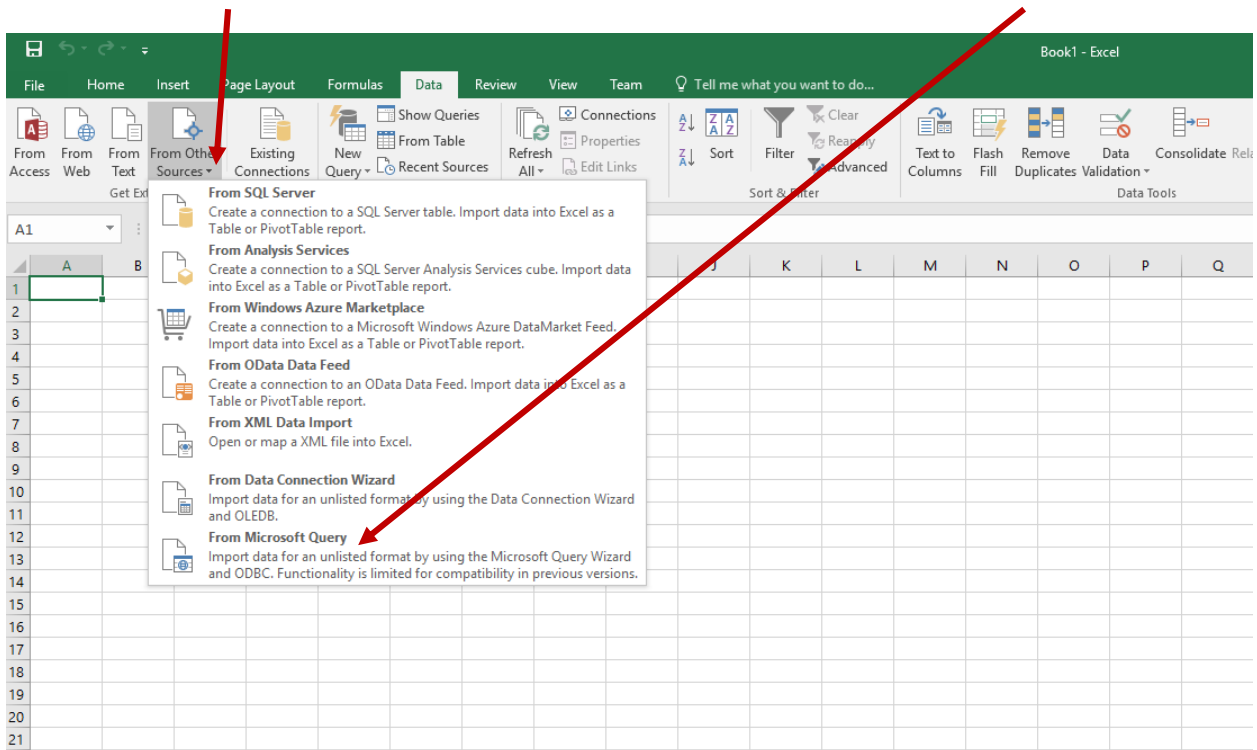 Book1 - Excel
File Home Insert Page Layout Formulas Data Review View Team Tell me what you want to do...
From Access
From Web
From Text
From Other Sources
Existing Connections
New Query
Show Queries
From Table
Recent Sources
Refresh All
Connections
Properties
Edit Links
Sort
Filter
Clear
Reapply
Advanced
Text to Columns
Flash Fill
Remove Duplicates
Data Validation
Consolidate
Sort & Filter
Data Tools
A1
From SQL Server
Create a connection to a SQL Server table. Import data into Excel as a
Table or PivotTable report.
From Analysis Services
Create a connection to a SQL Server Analysis Services cube. Import data
into Excel as a Table or PivotTable report.
From Windows Azure Marketplace
Create a connection to a Microsoft Windows Azure DataMarket Feed.
Import data into Excel as a Table or PivotTable report.
From OData Data Feed
Create a connection to an OData Data Feed. Import data into Excel as a
Table or PivotTable report.
From XML Data Import
Open or map a XML file into Excel.
From Data Connection Wizard
Import data for an unlisted format by using the Data Connection Wizard
and OLEDB.
From Microsoft Query
Import data for an unlisted format by using the Microsoft Query Wizard
and ODBC. Functionality is limited for compatibility in previous versions.
A B K L M N O P Q
1
2
3
4
5
6
7
8
9
10
11
12
13
14
15
16
17
18
19
20
21